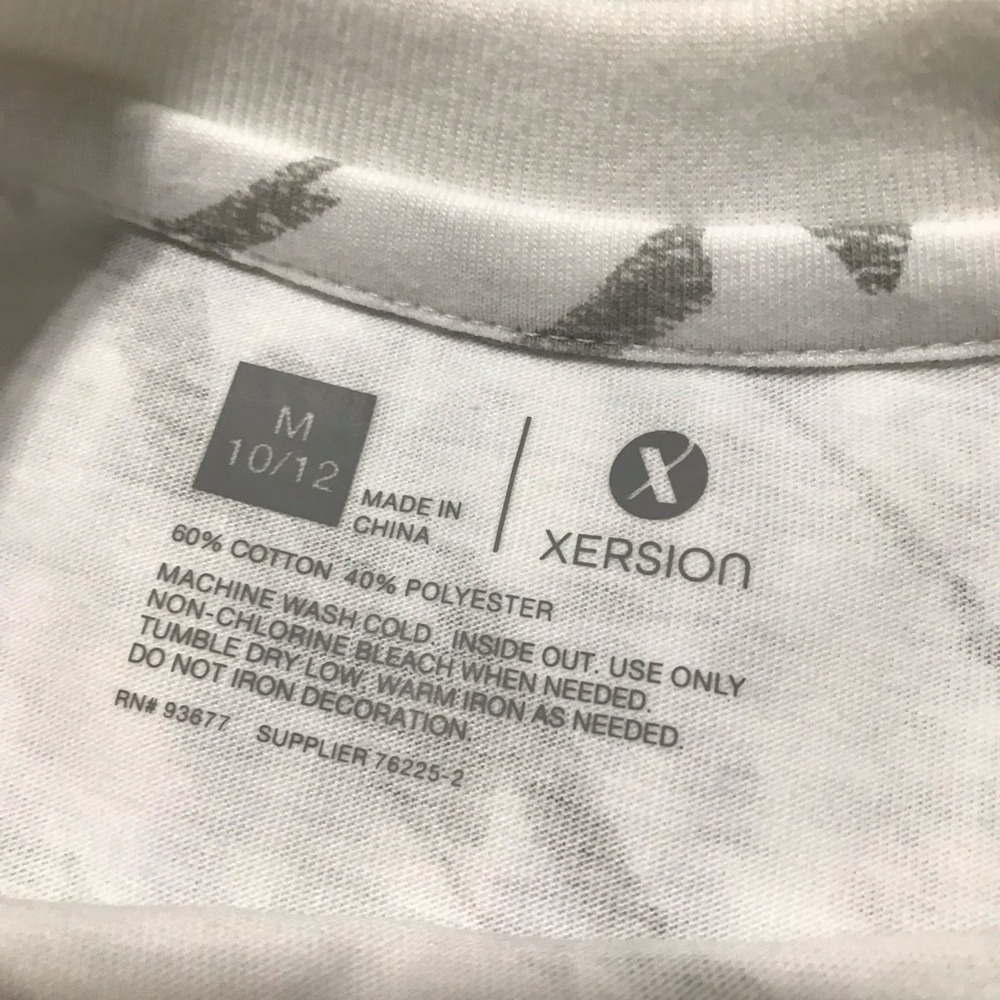 M
10/12
MADE IN
CHINA
X
XERSION
60% COTTON 40% POLYESTER
MACHINE WASH COLD. INSIDE OUT. USE ONLY
NON-CHLORINE BLEACH WHEN NEEDED.
TUMBLE DRY LOW. WARM IRON AS NEEDED.
DO NOT IRON DECORATION.
RN# 93677 SUPPLIER 76225-2